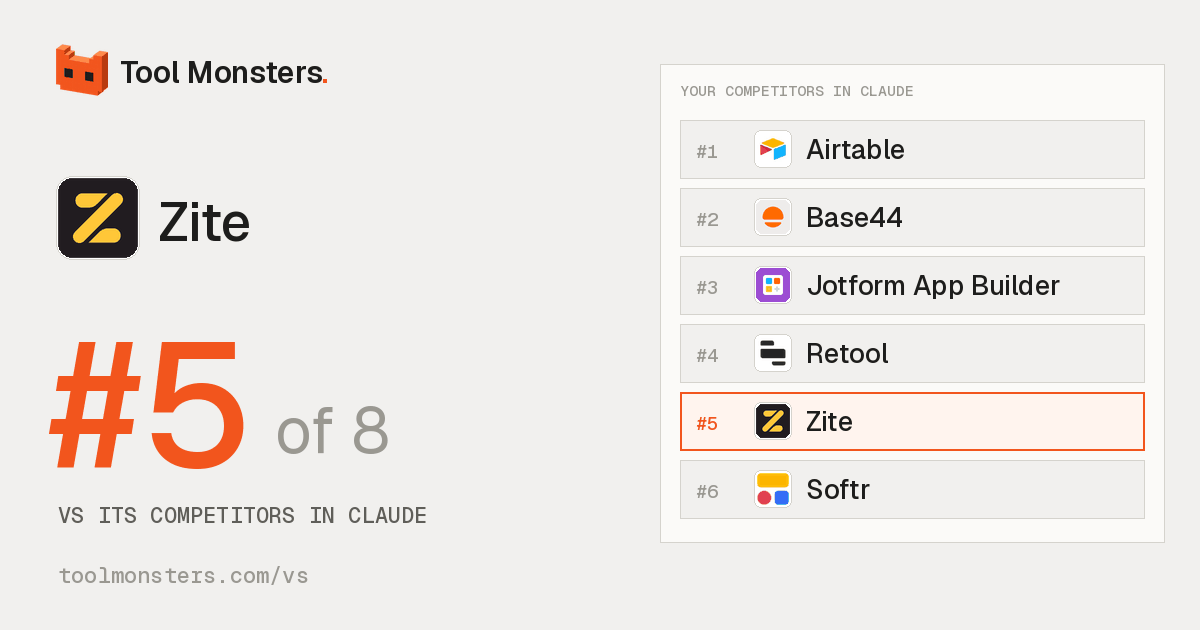 Tool Monsters.
Zite
#5 of 8
VS ITS COMPETITORS IN CLAUDE
toolmonsters.com/vs
YOUR COMPETITORS IN CLAUDE
#1 Airtable
#2 Base44
#3 Jotform App Builder
#4 Retool
#5 Zite
#6 Softr